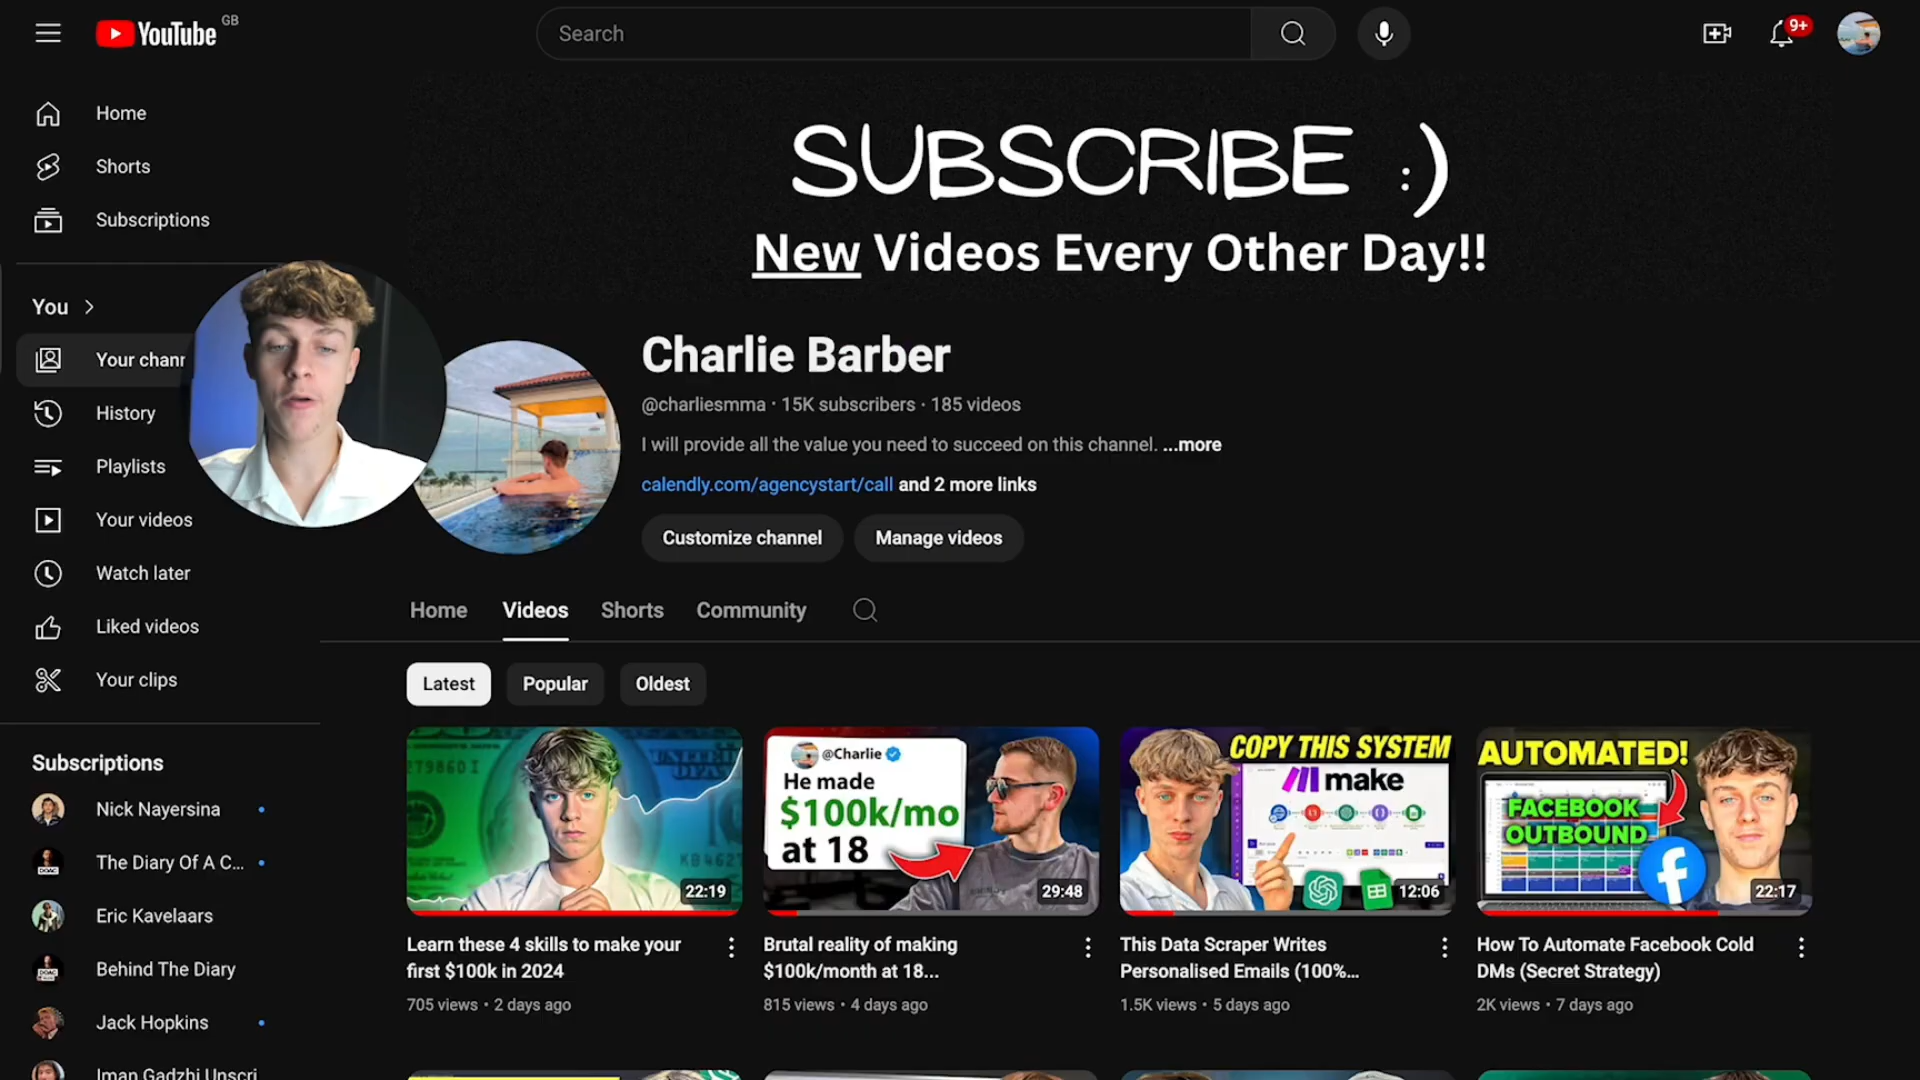 YouTube GB
Search
9+
Home
Shorts
Subscriptions
You
Your chan
History
Playlists
Your videos
Watch later
Liked videos
Your clips
Subscriptions
Nick Nayersina
The Diary Of A C...
Eric Kavelaars
Behind The Diary
Jack Hopkins
Iman Gadzhi Unscri
SUBSCRIBE :)
New Videos Every Other Day!!
Charlie Barber
@charliesmma · 15K subscribers · 185 videos
I will provide all the value you need to succeed on this channel. ...more
calendly.com/agencystart/call and 2 more links
Customize channel
Manage videos
Home
Videos
Shorts
Community
Latest
Popular
Oldest
22:19
Learn these 4 skills to make your
first $100k in 2024
705 views • 2 days ago
@Charlie
He made
$100k/mo
at 18
29:48
Brutal reality of making
$100k/month at 18...
815 views • 4 days ago
COPY THIS SYSTEM
make
12:06
This Data Scraper Writes
Personalised Emails (100%...
1.5K views • 5 days ago
AUTOMATED!
FACEBOOK
OUTBOUND
22:17
How To Automate Facebook Cold
DMs (Secret Strategy)
2K views • 7 days ago